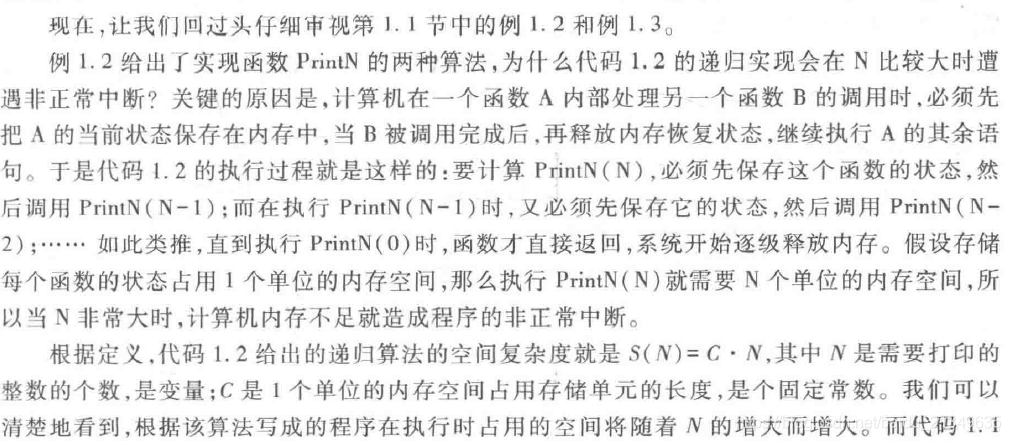 现在,让我们回过头仔细审视第 1.1 节中的例 1.2 和例 1.3。
例 1.2 给出了实现函数 PrintN 的两种算法,为什么代码 1.2 的递归实现会在 N 比较大时遭
遇非正常中断? 关键的原因是,计算机在一个函数 A 内部处理另一个函数 B 的调用时,必须先
把 A 的当前状态保存在内存中,当 B 被调用完成后,再释放内存恢复状态,继续执行 A 的其余语
句。于是代码 1.2 的执行过程就是这样的:要计算 PrintN(N),必须先保存这个函数的状态,然
后调用 PrintN(N-1);而在执行 PrintN(N-1)时,又必须先保存它的状态,然后调用 PrintN(N-
2);…… 如此类推,直到执行 PrintN(0)时,函数才直接返回,系统开始逐级释放内存。假设存储
每个函数的状态占用 1 个单位的内存空间,那么执行 PrintN(N)就需要 N 个单位的内存空间,所
以当 N 非常大时,计算机内存不足就造成程序的非正常中断。
根据定义,代码 1.2 给出的递归算法的空间复杂度就是 S(N)= C · N,其中 N 是需要打印的
整数的个数,是变量;C 是 1 个单位的内存空间占用存储单元的长度,是个固定常数。我们可以
清楚地看到,根据该算法写成的程序在执行时占用的空间将随着 N 的增大而增大。而代码 1.1